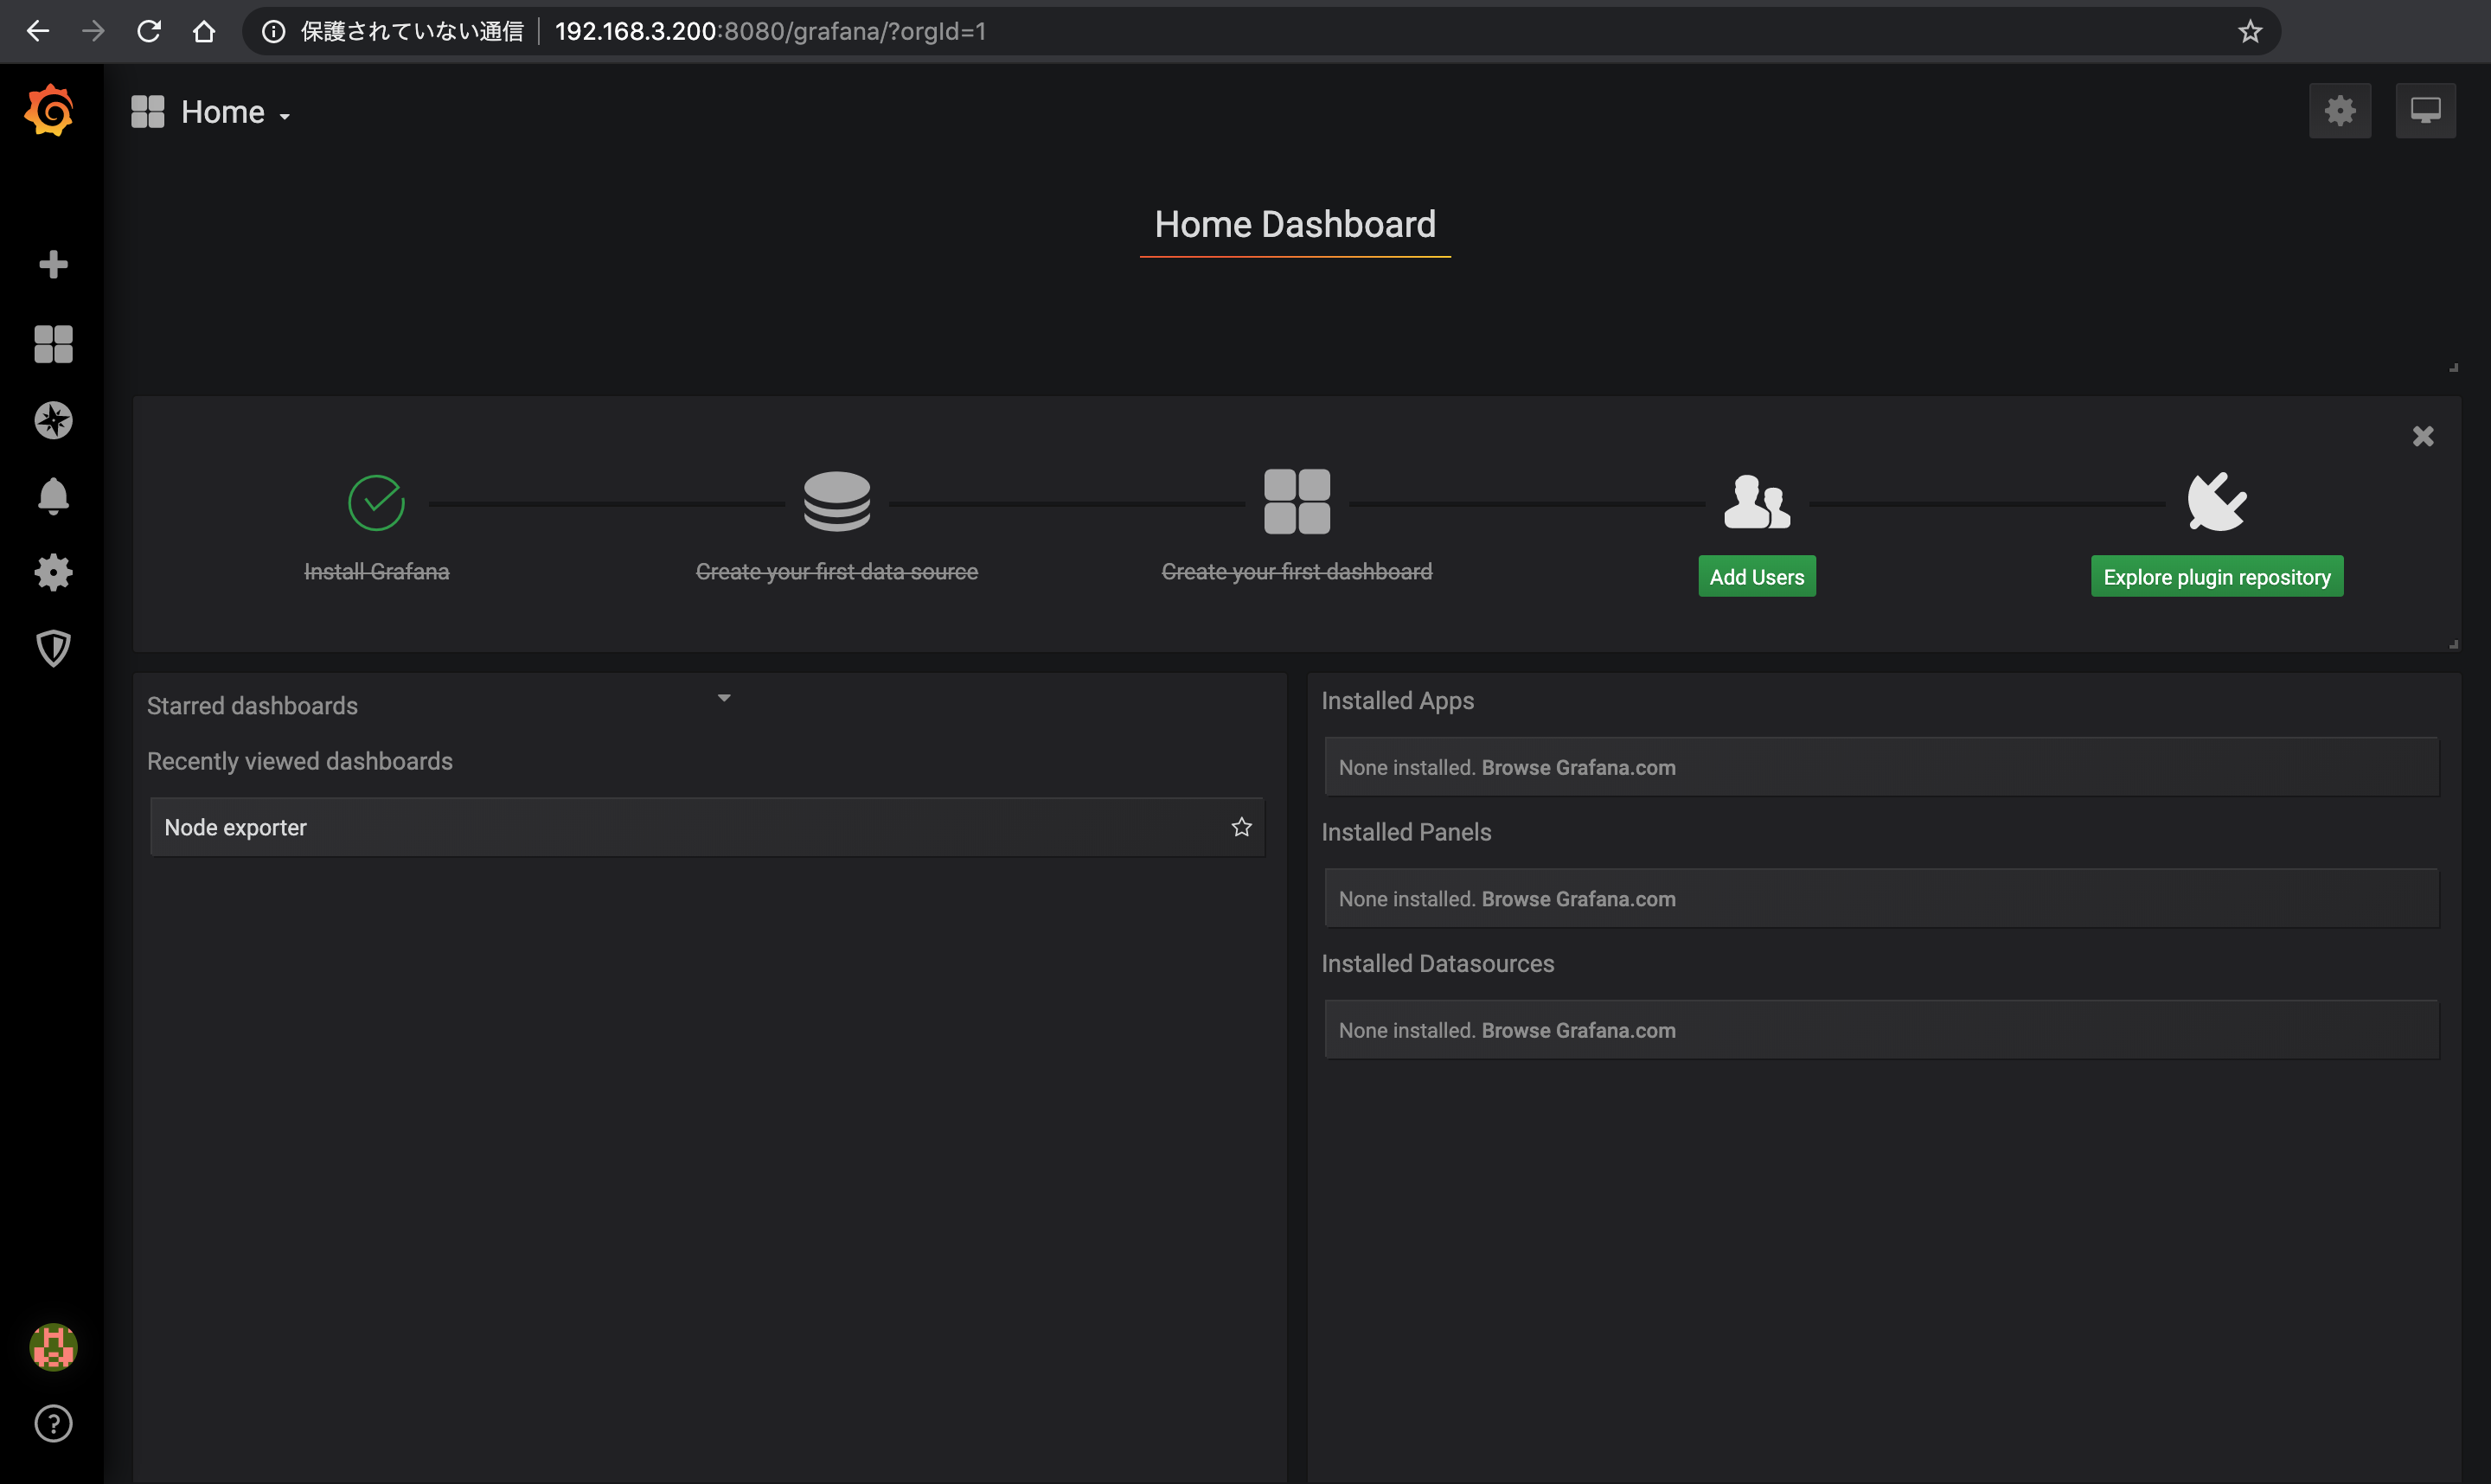 保護されていない通信 192.168.3.200:8080/grafana/?orgId=1
Home
Home Dashboard
Install Grafana
Create your first data source
Create your first dashboard
Add Users
Explore plugin repository
Starred dashboards
Recently viewed dashboards
Node exporter
Installed Apps
None installed. Browse Grafana.com
Installed Panels
None installed. Browse Grafana.com
Installed Datasources
None installed. Browse Grafana.com